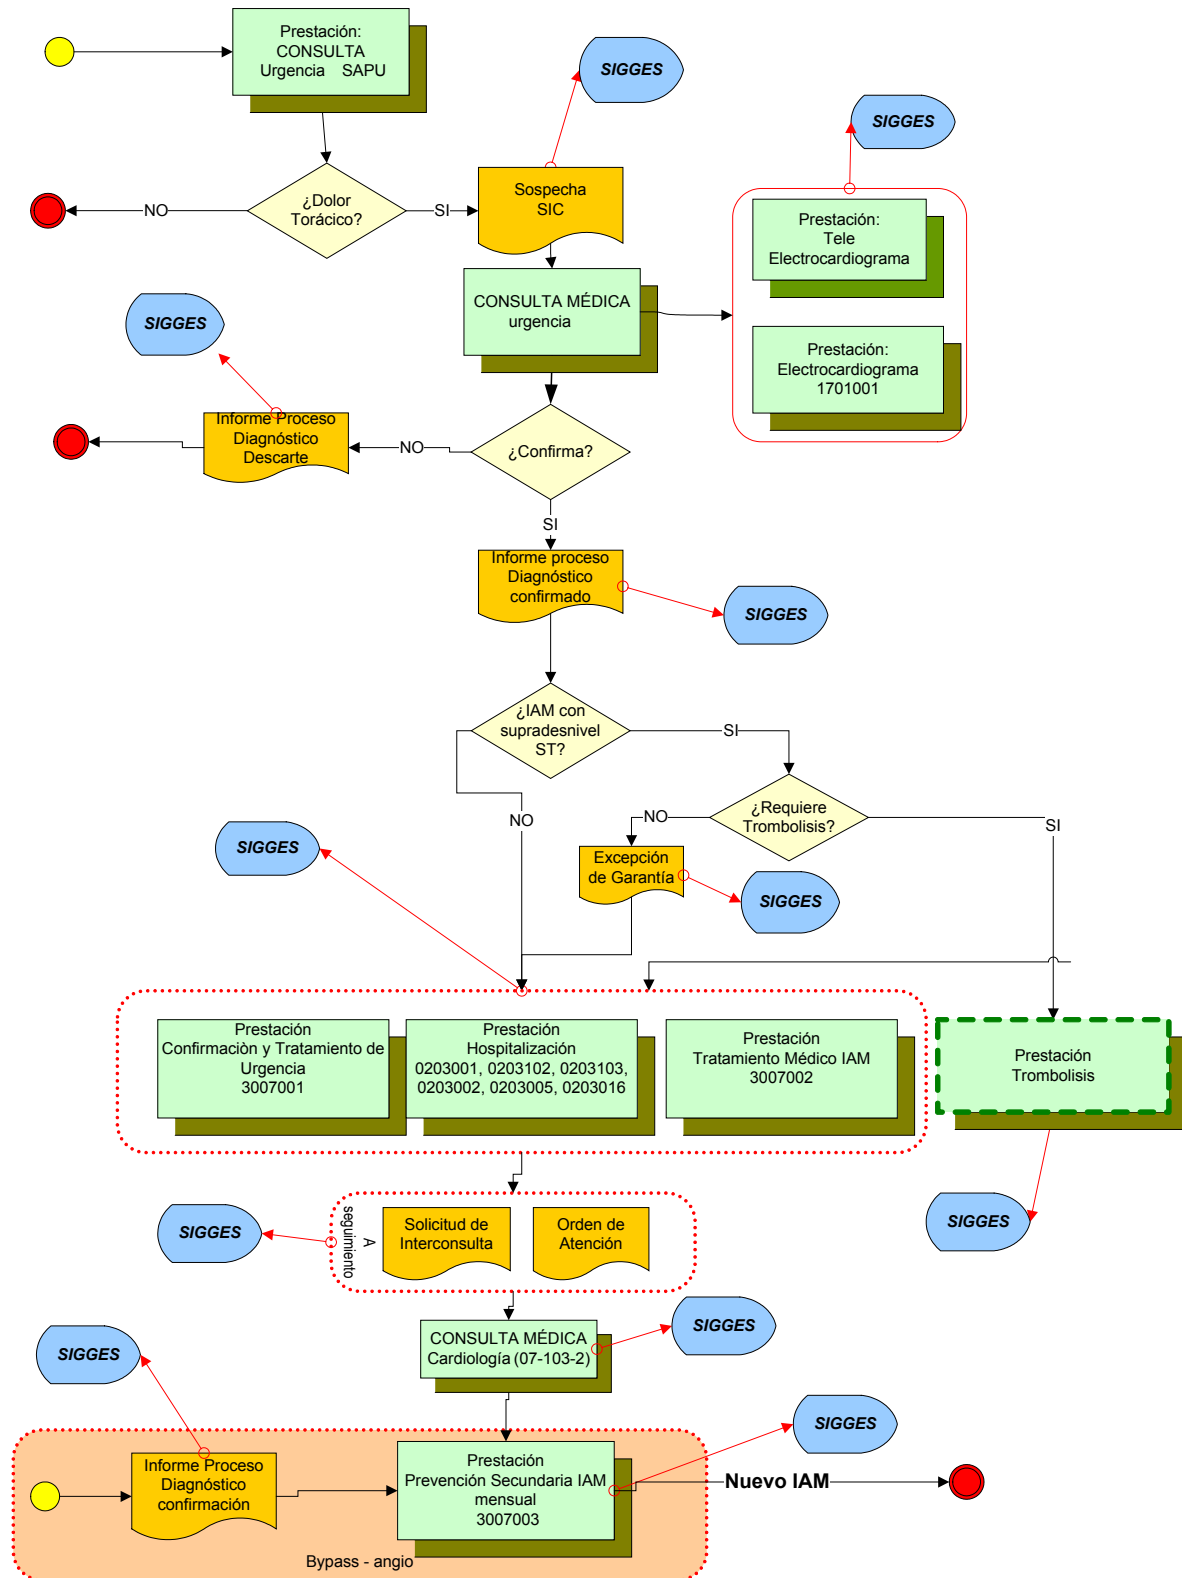 Prestación:
CONSULTA
Urgencia SAPU
SIGGES
SIGGES
¿Dolor
Torácico?
NO
SI
Sospecha
SIC
Prestación:
Tele
Electrocardiograma
CONSULTA MÉDICA
urgencia
SIGGES
Prestación:
Electrocardiograma
1701001
Informe Proceso
Diagnóstico
Descarte
NO
¿Confirma?
SI
Informe proceso
Diagnóstico
confirmado
SIGGES
¿IAM con
supradesnivel
ST?
SI
¿Requiere
Trombolisis?
NO
NO
SI
SIGGES
Excepción
de Garantía
SIGGES
Prestación
Confirmaciòn y Tratamiento de
Urgencia
3007001
Prestación
Hospitalización
0203001, 0203102, 0203103,
0203002, 0203005, 0203016
Prestación
Tratamiento Médico IAM
3007002
Prestación
Trombolisis
SIGGES
A
seguimiento
Solicitud de
Interconsulta
Orden de
Atención
SIGGES
CONSULTA MÉDICA
Cardiología (07-103-2)
SIGGES
SIGGES
SIGGES
Informe Proceso
Diagnóstico
confirmación
Prestación
Prevención Secundaria IAM
mensual
3007003
Nuevo IAM
Bypass - angio